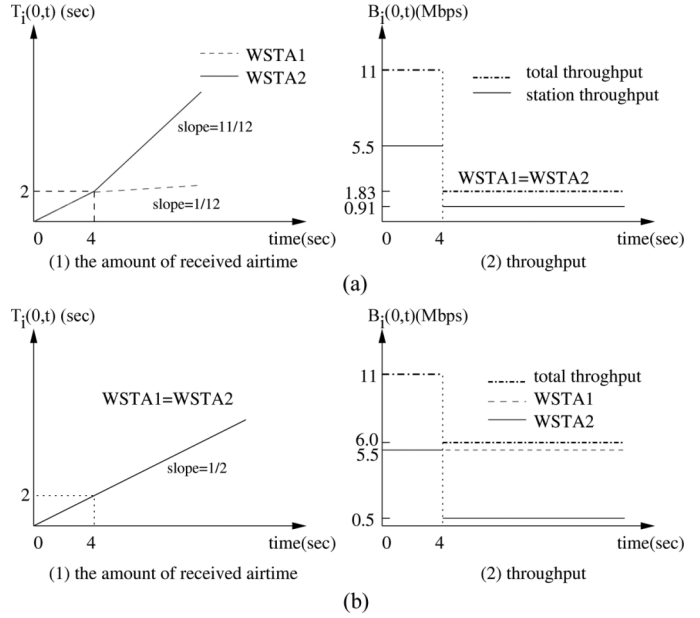 T_i(0,t) (sec)
WSTA1
WSTA2
slope=11/12
2
slope=1/12
0
4
time(sec)
(1) the amount of received airtime
B_i(0,t)(Mbps)
11
total throughput
station throughput
5.5
WSTA1=WSTA2
1.83
0.91
0
4
time(sec)
(2) throughput
(a)
T_i(0,t) (sec)
WSTA1=WSTA2
slope=1/2
2
0
4
time(sec)
(1) the amount of received airtime
B_i(0,t)(Mbps)
11
total throghput
WSTA1
WSTA2
6.0
5.5
0.5
0
4
time(sec)
(2) throughput
(b)